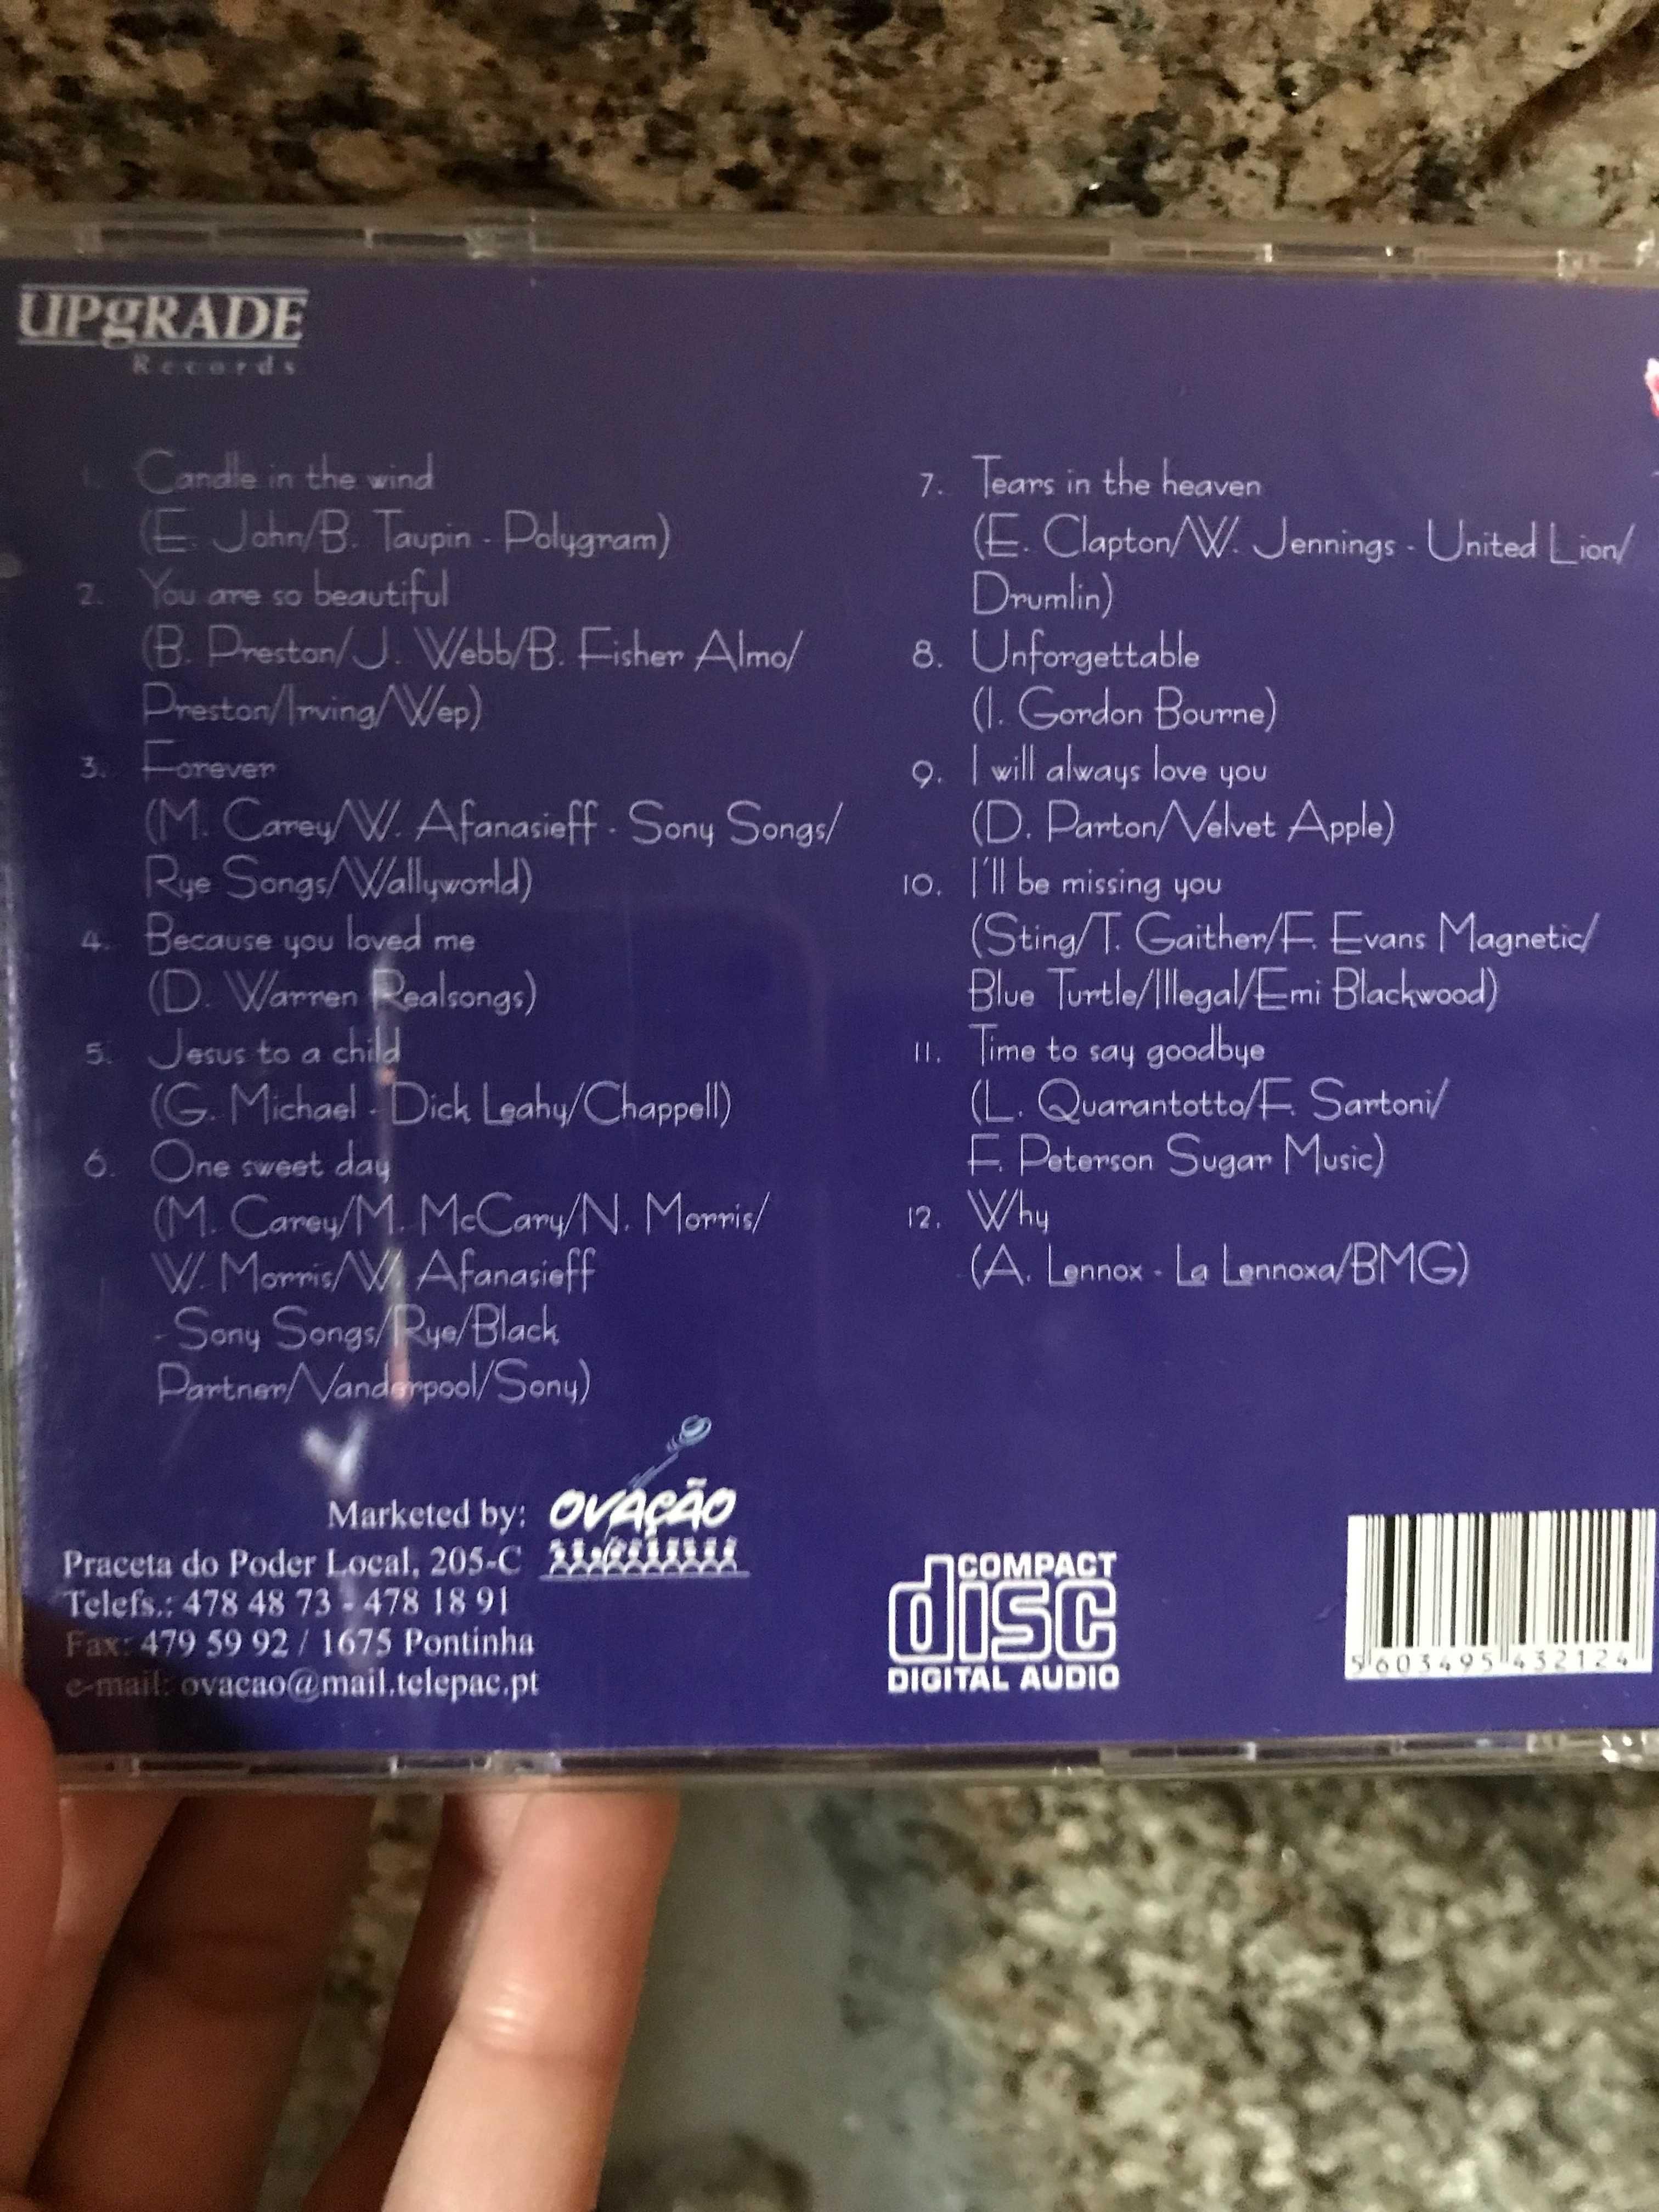 UPgRADE
Records
1. Candle in the wind
(E. John/B. Taupin - Polygram)
2. You are so beautiful
(B. Preston/J. Webb/B. Fisher Almo/
Preston/Irving/Wep)
3. Forever
(M. Carey/W. Afanasieff - Sony Songs/
Rye Songs/Wallyworld)
4. Because you loved me
(D. Warren Realsongs)
5. Jesus to a child
(G. Michael - Dick Leahy/Chappell)
6. One sweet day
(M. Carey/M. McCary/N. Morris/
W. Morris/W. Afanasieff
- Sony Songs/Rye/Black
Partner/Vanderpool/Sony)
7. Tears in the heaven
(E. Clapton/W. Jennings - United Lion/
Drumlin)
8. Unforgettable
(I. Gordon Bourne)
9. I will always love you
(D. Parton/Velvet Apple)
10. I'll be missing you
(Sting/T. Gaither/F. Evans Magnetic/
Blue Turtle/Illegal/Emi Blackwood)
11. Time to say goodbye
(L. Quarantotto/F. Sartoni/
F. Peterson Sugar Music)
12. Why
(A. Lennox - La Lennoxa/BMG)
Marketed by: OVAÇÃO
Praceta do Poder Local, 205-C
Telefs.: 478 48 73 - 478 18 91
Fax: 479 59 92 / 1675 Pontinha
e-mail: ovacao@mail.telepac.pt
COMPACT
disc
DIGITAL AUDIO
5 603495 432124